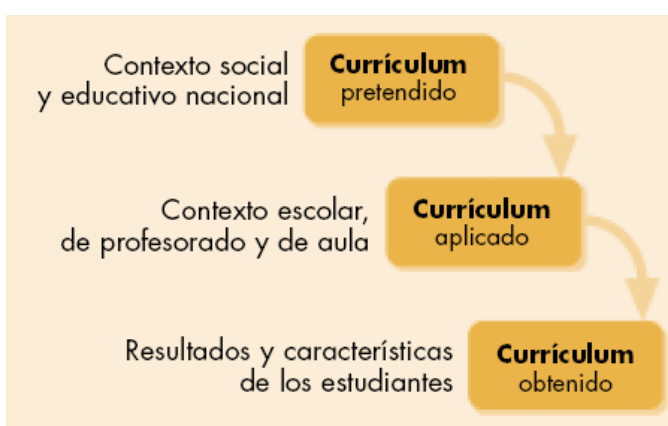 Contexto social
y educativo nacional
Currículum
pretendido
Contexto escolar,
de profesorado y de aula
Currículum
aplicado
Resultados y características
de los estudiantes
Currículum
obtenido